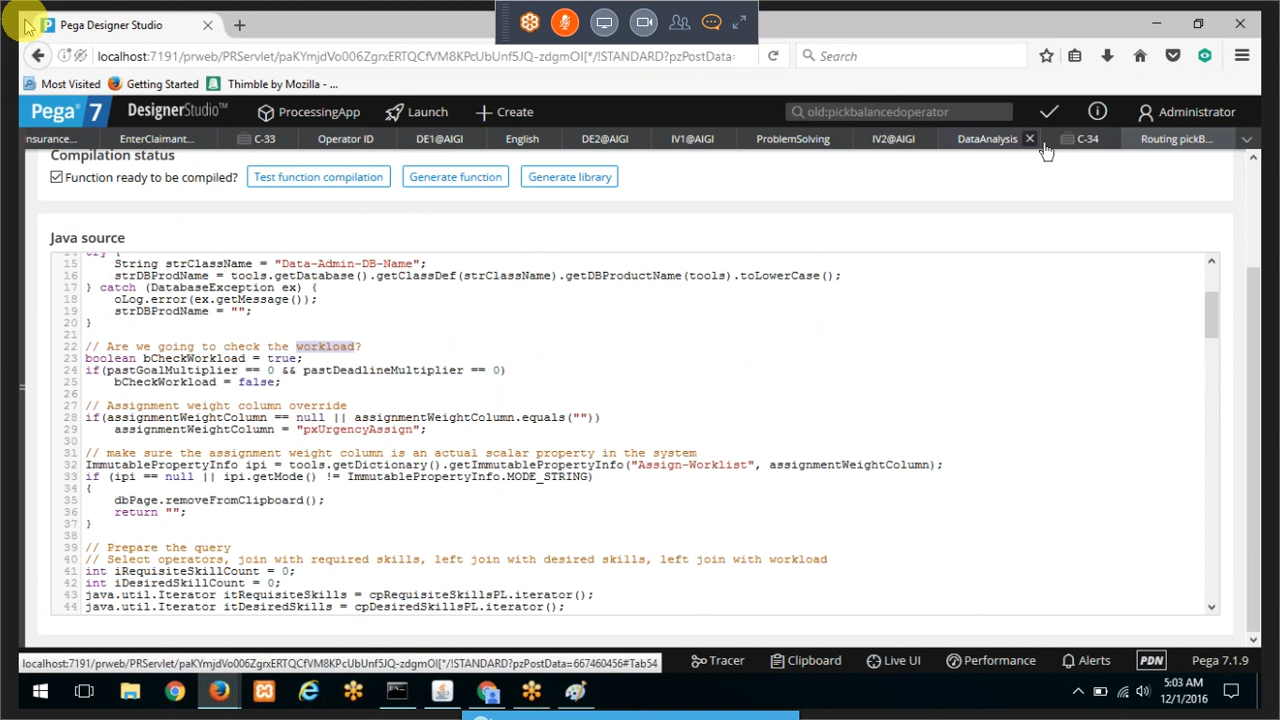 Pega Designer Studio
localhost:7191/prweb/PRServlet/paKYmjdVo006ZgrxERTQCfVM8KPcUbUnf5JQ-zdgmOI[*/!STANDARD?pzPostData=
Search
Most Visited Getting Started Thimble by Mozilla - ...
Pega 7 DesignerStudio™ ProcessingApp Launch Create old:pickbalancedoperator Administrator
nsurance... EnterClaimant... C-33 Operator ID DE1@AIGI English DE2@AIGI IV1@AIGI ProblemSolving IV2@AIGI DataAnalysis C-34 Routing pickB...
Compilation status
Function ready to be compiled? Test function compilation Generate function Generate library
Java source
14 try {
15 String strClassName = "Data-Admin-DB-Name";
16 strDBProdName = tools.getDatabase().getClassDef(strClassName).getDBProductName(tools).toLowerCase();
17 } catch (DatabaseException ex) {
18 oLog.error(ex.getMessage());
19 strDBProdName = "";
20 }
21
22 // Are we going to check the workload?
23 boolean bCheckWorkload = true;
24 if(pastGoalMultiplier == 0 && pastDeadlineMultiplier == 0)
25 bCheckWorkload = false;
26
27 // Assignment weight column override
28 if(assignmentWeightColumn == null || assignmentWeightColumn.equals(""))
29 assignmentWeightColumn = "pxUrgencyAssign";
30
31 // make sure the assignment weight column is an actual scalar property in the system
32 ImmutablePropertyInfo ipi = tools.getDictionary().getImmutablePropertyInfo("Assign-Worklist", assignmentWeightColumn);
33 if (ipi == null || ipi.getMode() != ImmutablePropertyInfo.MODE_STRING)
34 {
35 dbPage.removeFromClipboard();
36 return "";
37 }
38
39 // Prepare the query
40 // Select operators, join with required skills, left join with desired skills, left join with workload
41 int iRequisiteSkillCount = 0;
42 int iDesiredSkillCount = 0;
43 java.util.Iterator itRequisiteSkills = cpRequisiteSkillsPL.iterator();
44 java.util.Iterator itDesiredSkills = cpDesiredSkillsPL.iterator();
localhost:7191/prweb/PRServlet/paKYmjdVo006ZgrxERTQCfVM8KPcUbUnf5JQ-zdgmOI[*/!STANDARD?pzPostData=667460456#Tab54
Tracer Clipboard Live UI Performance Alerts PDN Pega 7.1.9
5:03 AM
12/1/2016